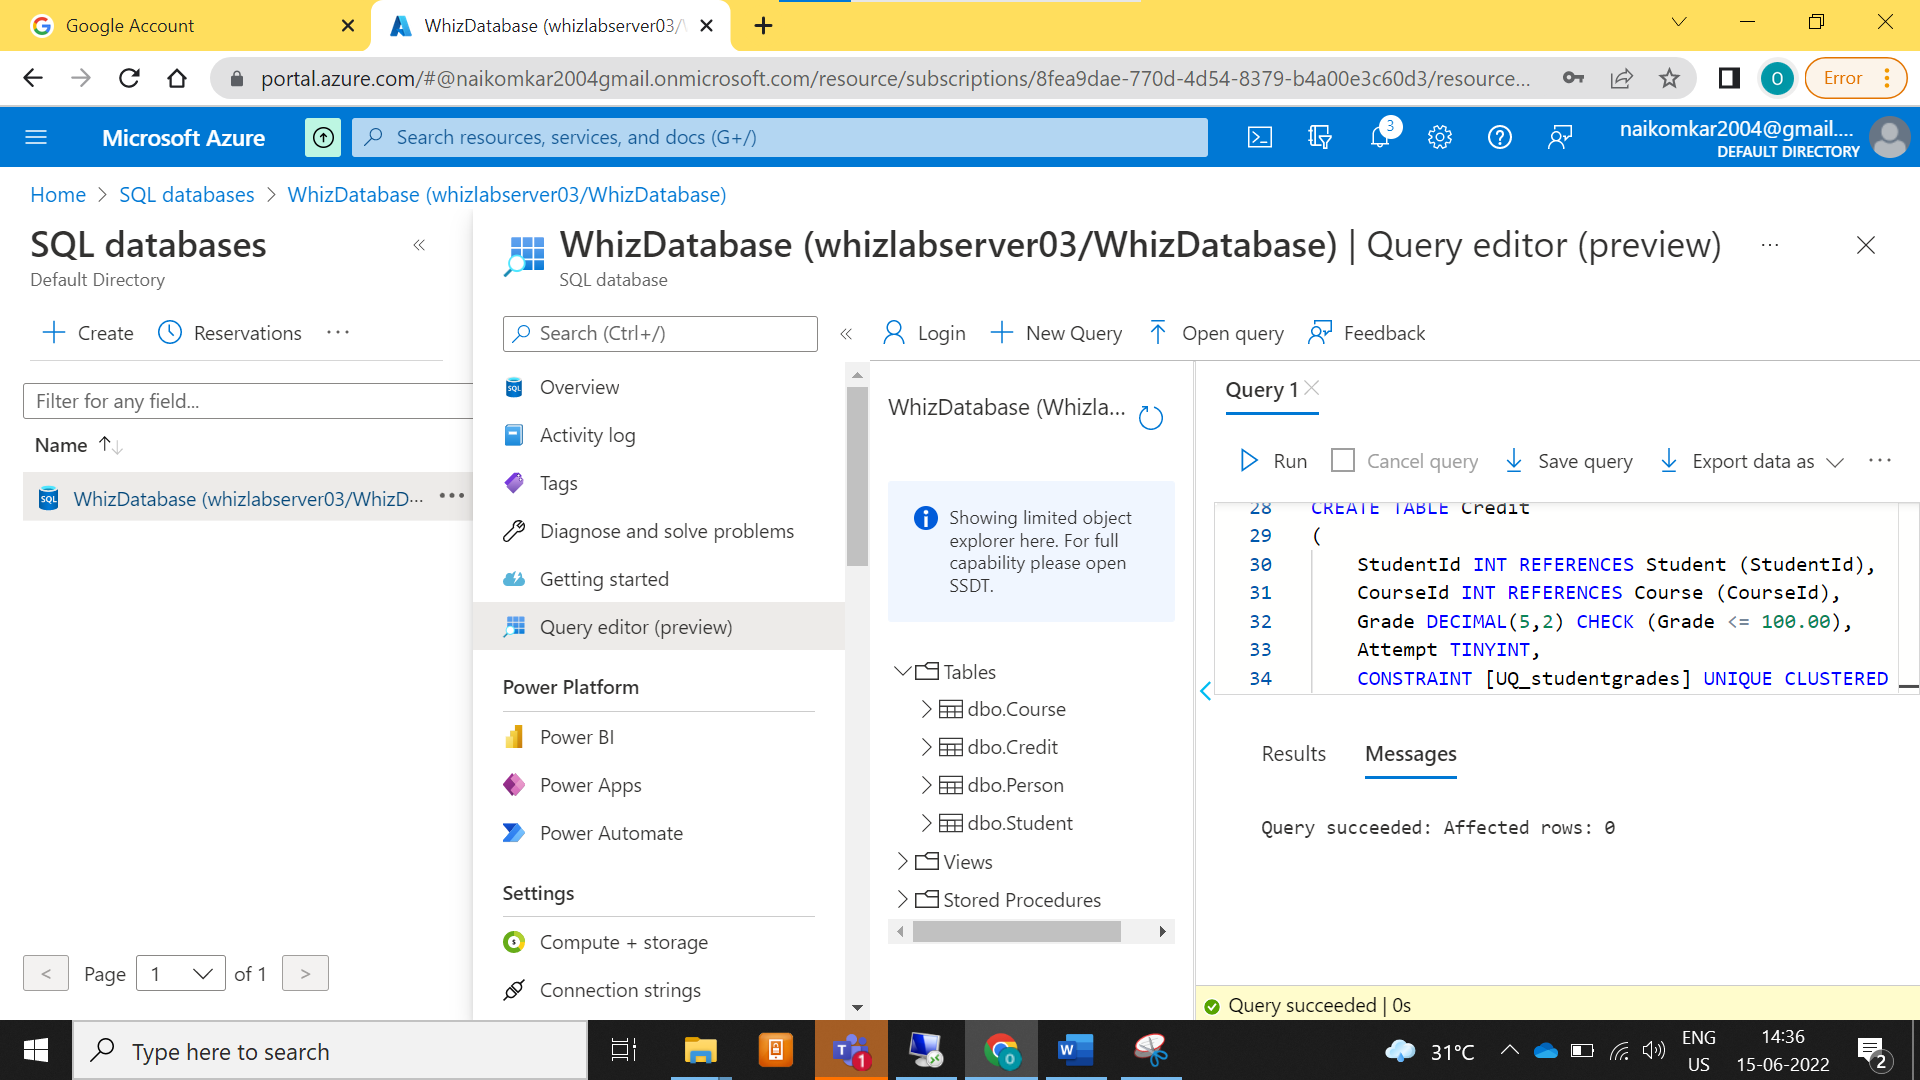 Google Account
WhizDatabase (whizlabserver03/
portal.azure.com/#@naikomkar2004gmail.onmicrosoft.com/resource/subscriptions/8fea9dae-770d-4d54-8379-b4a00e3c60d3/resource...
O
Error
Microsoft Azure
Search resources, services, and docs (G+/)
3
naikomkar2004@gmail....
DEFAULT DIRECTORY
Home > SQL databases > WhizDatabase (whizlabserver03/WhizDatabase)
SQL databases
Default Directory
Create
Reservations
...
Filter for any field...
Name
WhizDatabase (whizlabserver03/WhizD...
Page 1 of 1
WhizDatabase (whizlabserver03/WhizDatabase) | Query editor (preview)
SQL database
Search (Ctrl+/)
Overview
Activity log
Tags
Diagnose and solve problems
Getting started
Query editor (preview)
Power Platform
Power BI
Power Apps
Power Automate
Settings
Compute + storage
Connection strings
Login
New Query
Open query
Feedback
WhizDatabase (Whizla...
Showing limited object
explorer here. For full
capability please open
SSDT.
Tables
dbo.Course
dbo.Credit
dbo.Person
dbo.Student
Views
Stored Procedures
Query 1
Run
Cancel query
Save query
Export data as
...
28 CREATE TABLE Credit
29 (
30 StudentId INT REFERENCES Student (StudentId),
31 CourseId INT REFERENCES Course (CourseId),
32 Grade DECIMAL(5,2) CHECK (Grade <= 100.00),
33 Attempt TINYINT,
34 CONSTRAINT [UQ_studentgrades] UNIQUE CLUSTERED
Results
Messages
Query succeeded: Affected rows: 0
Query succeeded | 0s
Type here to search
1
31°C
ENG
US
14:36
15-06-2022
2